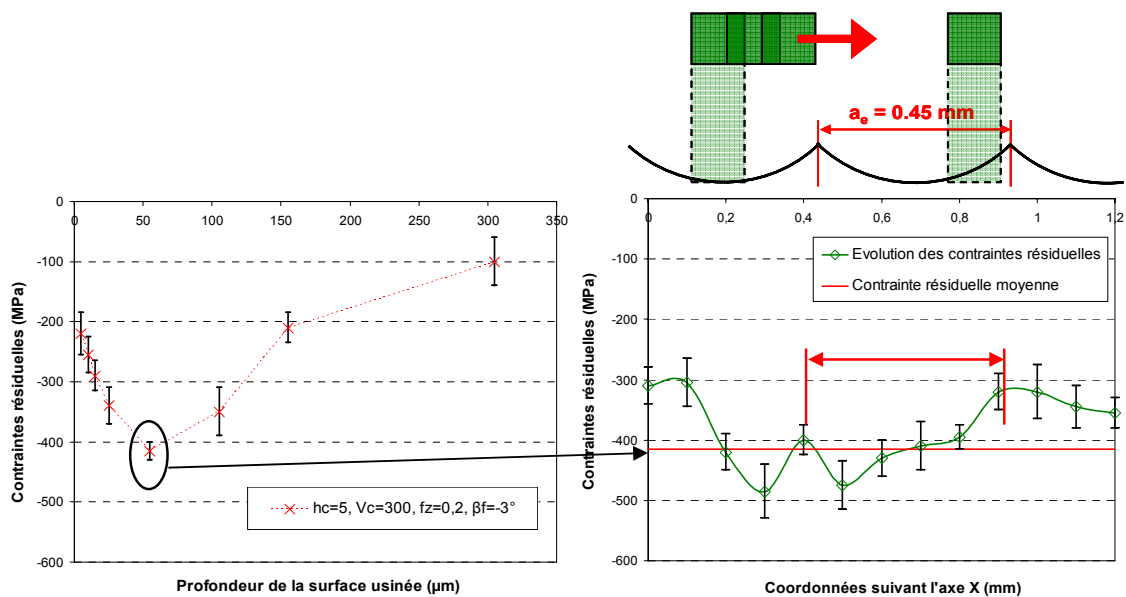 a_e = 0.45 mm
0
-100
-200
-300
-400
-500
-600
0 50 100 150 200 250 300 350
Contraintes résiduelles (MPa)
hc=5, Vc=300, fz=0,2, βf=-3°
Profondeur de la surface usinée (µm)
0
-100
-200
-300
-400
-500
-600
0 0,2 0,4 0,6 0,8 1 1,2
Contraintes résiduelles (MPa)
Evolution des contraintes résiduelles
Contrainte résiduelle moyenne
Coordonnées suivant l'axe X (mm)